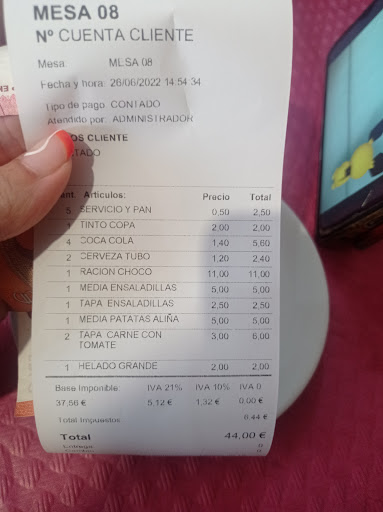 MESA 08
Nº CUENTA CLIENTE
Mesa: MESA 08
Fecha y hora: 26/06/2022 14:54:34
Tipo de pago: CONTADO
Atendido por: ADMINISTRADOR
OS CLIENTE
TADO
ant. Artículos: Precio Total
5 SERVICIO Y PAN 0,50 2,50
1 TINTO COPA 2,00 2,00
4 COCA COLA 1,40 5,60
2 CERVEZA TUBO 1,20 2,40
1 RACION CHOCO 11,00 11,00
1 MEDIA ENSALADILLAS 5,00 5,00
1 TAPA ENSALADILLAS 2,50 2,50
1 MEDIA PATATAS ALIÑA 5,00 5,00
2 TAPA CARNE CON 3,00 6,00
TOMATE
1 HELADO GRANDE 2,00 2,00
Base Imponible: IVA 21% IVA 10% IVA 0
37,56 € 5,12 € 1,32 € 0,00 €
Total Impuestos 6,44 €
Total 44,00 €